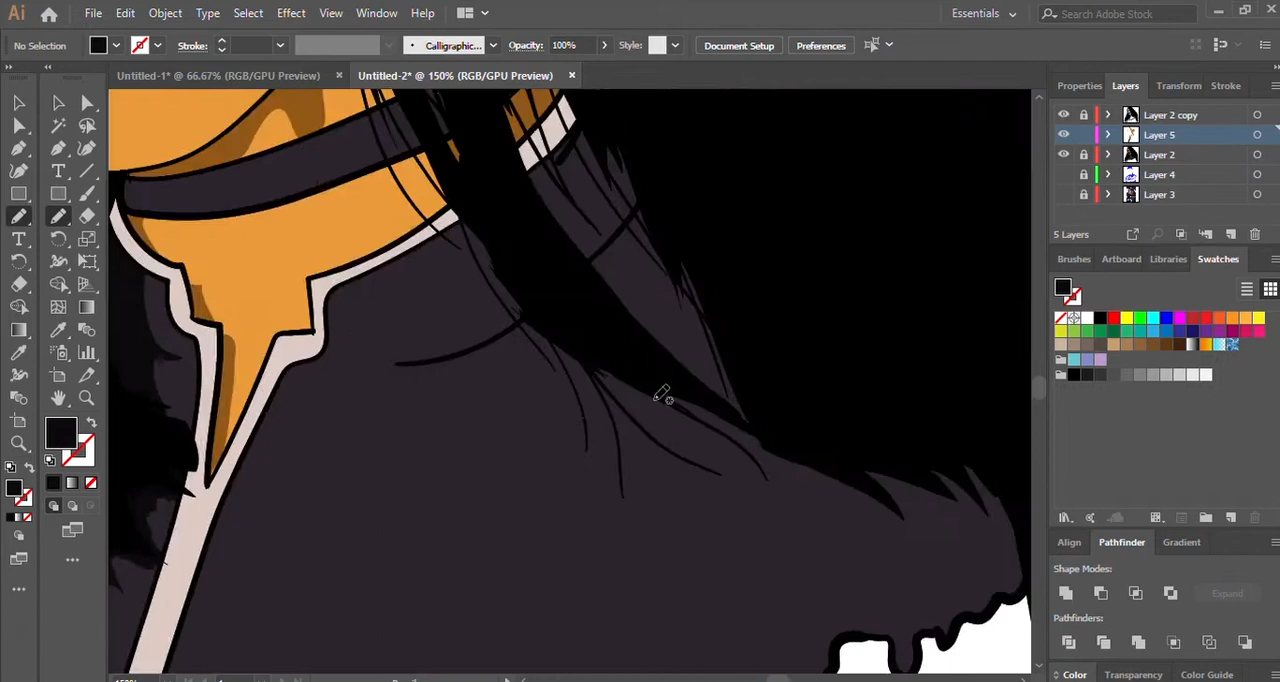 Ai File Edit Object Type Select Effect View Window Help Essentials Search Adobe Stock
No Selection Stroke: Calligraphic... Opacity: 100% Style: Document Setup Preferences
Untitled-1* @ 66.67% (RGB/GPU Preview) Untitled-2* @ 150% (RGB/GPU Preview)
Properties Layers Transform Stroke
Layer 2 copy
Layer 5
Layer 2
Layer 4
Layer 3
5 Layers
Brushes Artboard Libraries Swatches
Align Pathfinder Gradient
Shape Modes:
Expand
Pathfinders:
Color Transparency Color Guide